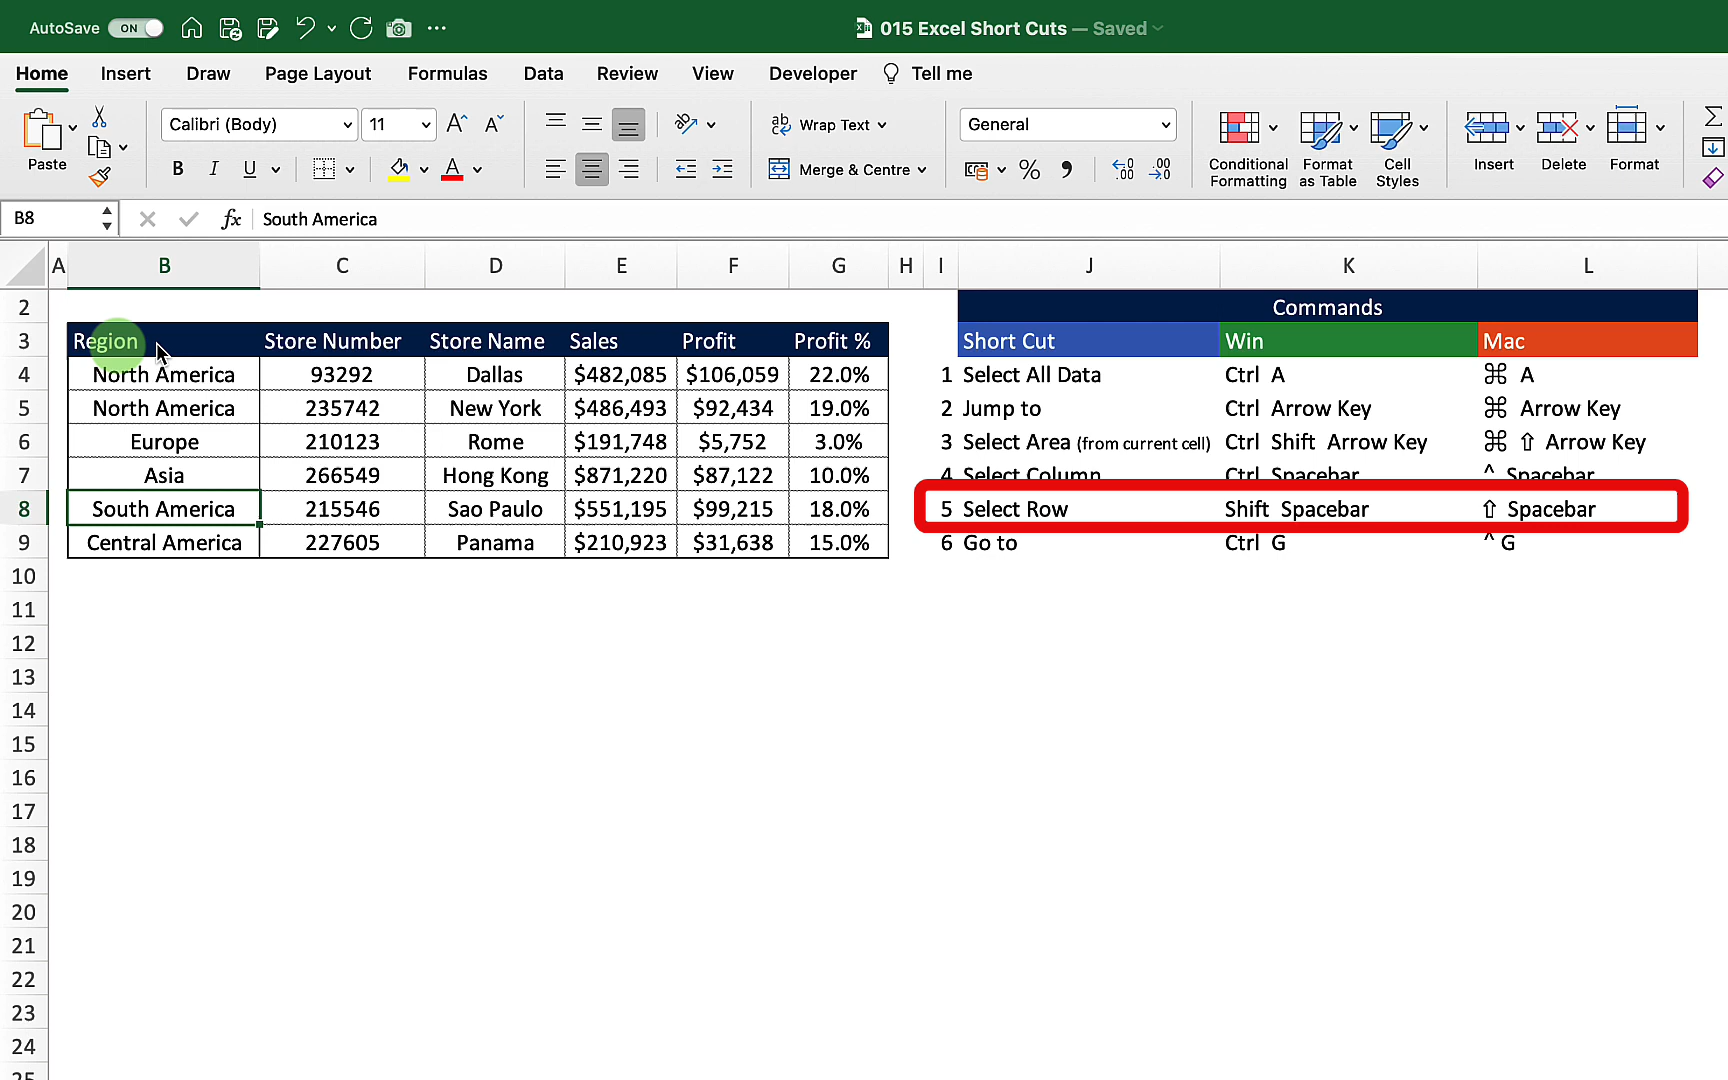 AutoSave ON 015 Excel Short Cuts — Saved
Home Insert Draw Page Layout Formulas Data Review View Developer Tell me
Paste Calibri (Body) 11 Wrap Text General
B I U Merge & Centre % Conditional Formatting Format as Table Cell Styles Insert Delete Format
B8 fx South America
A B C D E F G H I J K L
2 Commands
3 Region Store Number Store Name Sales Profit Profit % Short Cut Win Mac
4 North America 93292 Dallas $482,085 $106,059 22.0% 1 Select All Data Ctrl A ⌘ A
5 North America 235742 New York $486,493 $92,434 19.0% 2 Jump to Ctrl Arrow Key ⌘ Arrow Key
6 Europe 210123 Rome $191,748 $5,752 3.0% 3 Select Area (from current cell) Ctrl Shift Arrow Key ⌘ ⇧ Arrow Key
7 Asia 266549 Hong Kong $871,220 $87,122 10.0% 4 Select Column Ctrl Spacebar ^ Spacebar
8 South America 215546 Sao Paulo $551,195 $99,215 18.0% 5 Select Row Shift Spacebar ⇧ Spacebar
9 Central America 227605 Panama $210,923 $31,638 15.0% 6 Go to Ctrl G ^ G
10
11
12
13
14
15
16
17
18
19
20
21
22
23
24
25